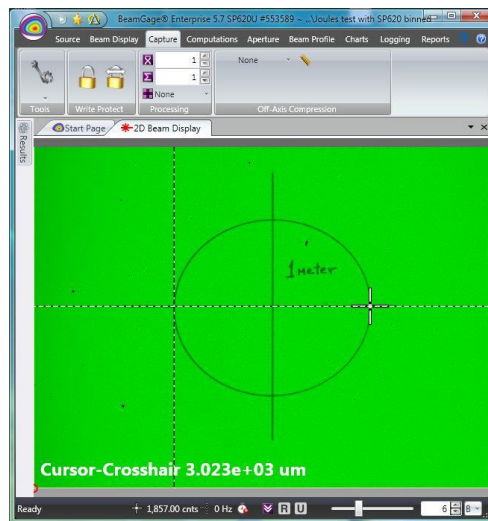 BeamGage® Enterprise 5.7 SP620U #553589 ~ ...\Joules test with SP620 binned
Source Beam Display Capture Computations Aperture Beam Profile Charts Logging Reports
1
None
Σ 1
None
Tools Write Protect Processing Off-Axis Compression
Start Page 2D Beam Display
Results
1 meter
Cursor-Crosshair 3.023e+03 um
Ready 1,857.00 cnts 0 Hz R U 6 8